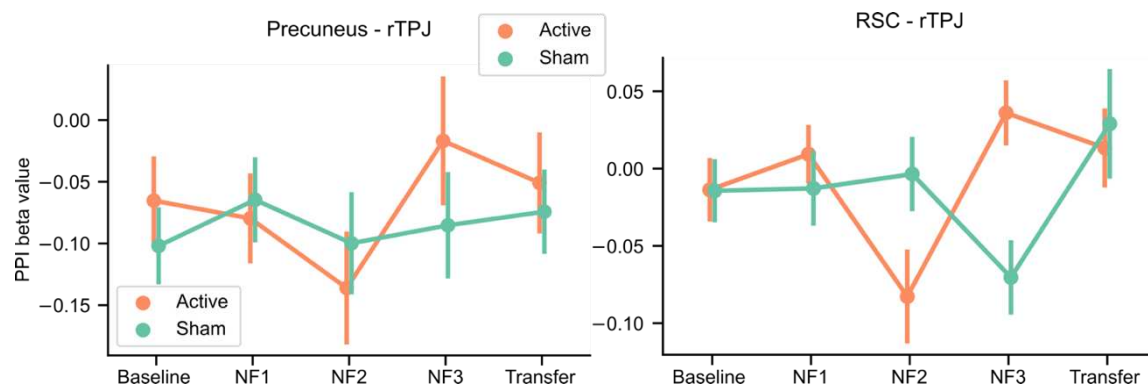 Precuneus - rTPJ
Active
Sham
RSC - rTPJ
PPI beta value
0.00
−0.05
−0.10
−0.15
Active
Sham
Baseline NF1 NF2 NF3 Transfer
0.05
0.00
−0.05
−0.10
Baseline NF1 NF2 NF3 Transfer